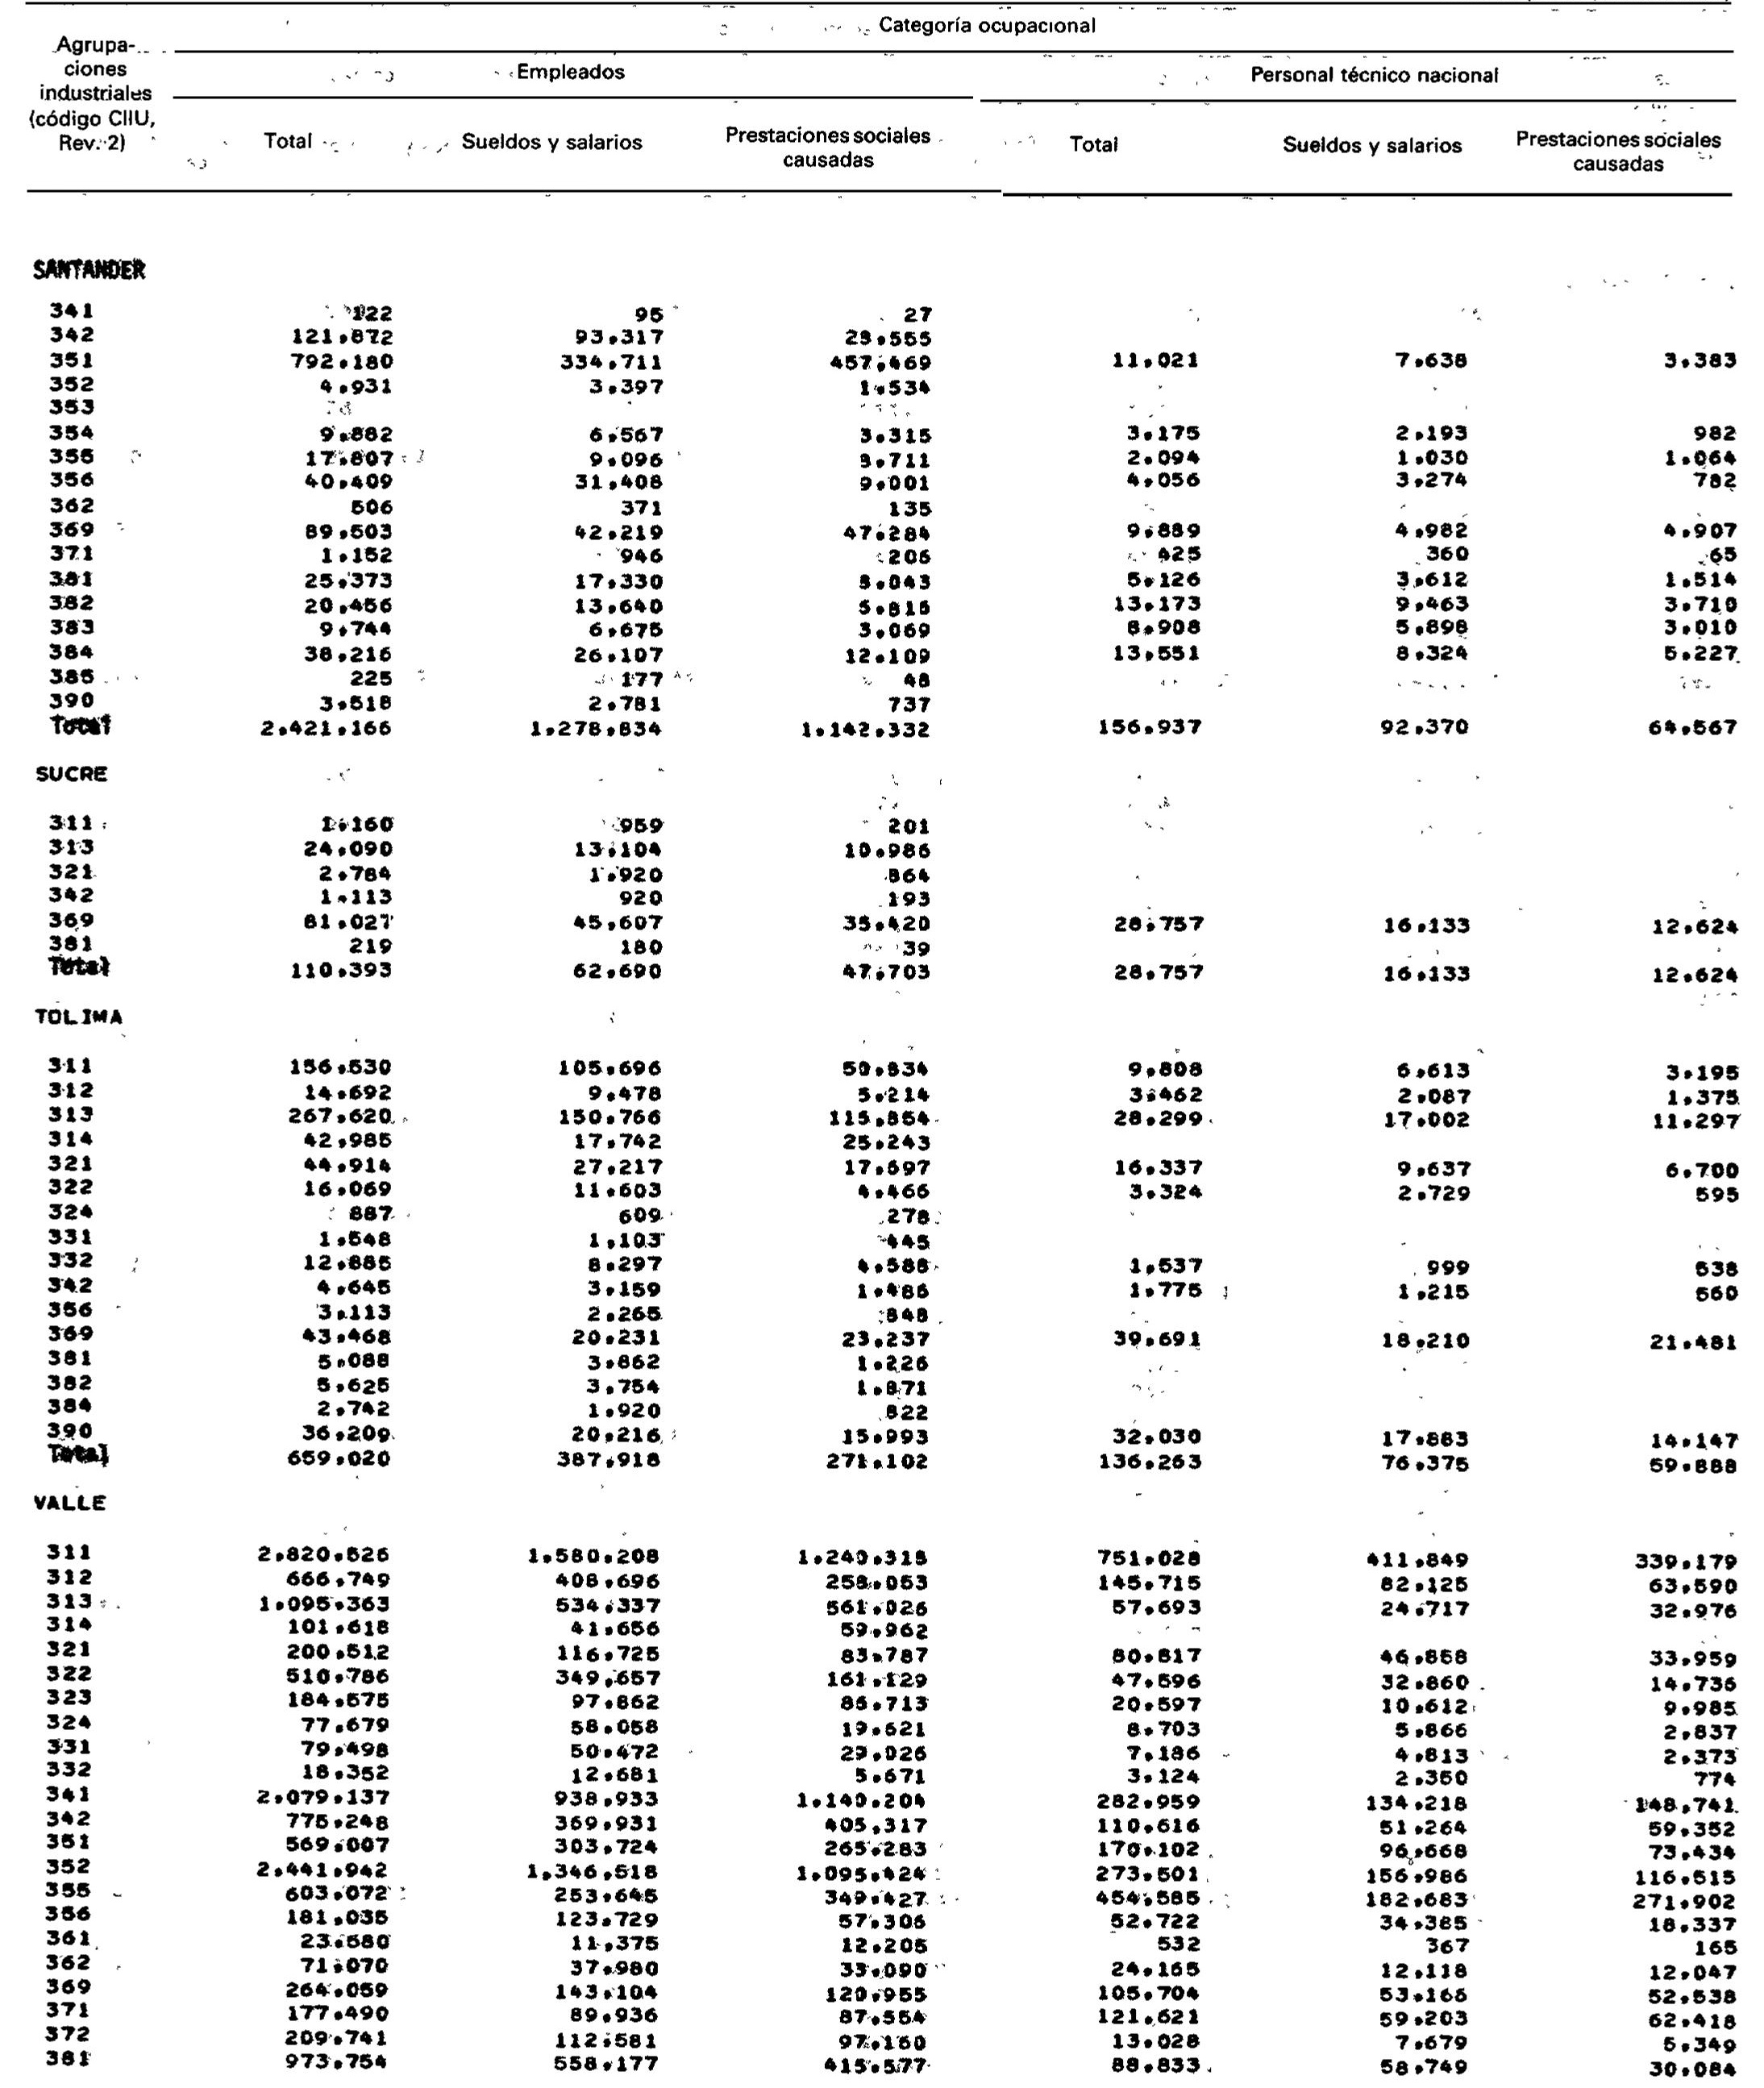 Categoría ocupacional
Agrupa-
ciones
industriales
(código CIIU,
Rev. 2)
Empleados Personal técnico nacional
Total Sueldos y salarios Prestaciones sociales causadas Total Sueldos y salarios Prestaciones sociales causadas
SANTANDER
341 122 95 27
342 121.872 93.317 28.555
351 792.180 334.711 457.469 11.021 7.638 3.383
352 4.931 3.397 1.534
353
354 9.882 6.567 3.315 3.175 2.193 982
355 17.807 9.096 8.711 2.094 1.030 1.064
356 40.409 31.408 9.001 4.056 3.274 782
362 506 371 135
369 89.503 42.219 47.284 9.889 4.982 4.907
371 1.152 946 206 425 360 65
381 25.373 17.330 8.043 5.126 3.612 1.514
382 20.456 13.640 6.816 13.173 9.463 3.710
383 9.744 6.675 3.069 8.908 5.898 3.010
384 38.216 26.107 12.109 13.551 8.324 5.227
385 225 177 48
390 3.518 2.781 737
Total 2.421.166 1.278.834 1.142.332 156.937 92.370 64.567
SUCRE
311 1.160 959 201
313 24.090 13.104 10.986
321 2.784 1.920 864
342 1.113 920 193
369 81.027 45.607 35.420 28.757 16.133 12.624
381 219 180 39
Total 110.393 62.690 47.703 28.757 16.133 12.624
TOLIMA
311 156.530 105.696 50.834 9.808 6.613 3.195
312 14.692 9.478 5.214 3.462 2.087 1.375
313 267.620 150.766 116.854 28.299 17.002 11.297
314 42.985 17.742 25.243
321 44.914 27.217 17.697 16.337 9.637 6.700
322 16.069 11.603 4.466 3.324 2.729 595
324 887 609 278
331 1.548 1.103 445
332 12.885 8.297 4.588 1.537 999 538
342 4.645 3.159 1.486 1.775 1.215 560
356 3.113 2.265 848
369 43.468 20.231 23.237 39.691 18.210 21.481
381 5.088 3.862 1.226
382 5.625 3.754 1.871
384 2.742 1.920 822
390 36.209 20.216 15.993 32.030 17.883 14.147
Total 659.020 387.918 271.102 136.263 76.375 59.888
VALLE
311 2.820.526 1.580.208 1.240.318 751.028 411.849 339.179
312 666.749 408.696 258.053 145.715 82.125 63.590
313 1.095.363 534.337 561.026 57.693 24.717 32.976
314 101.618 41.656 59.962
321 200.512 116.725 83.787 80.817 46.858 33.959
322 510.786 349.657 161.129 47.596 32.860 14.736
323 184.575 97.862 86.713 20.597 10.612 9.985
324 77.679 58.058 19.621 8.703 5.866 2.837
331 79.498 50.472 29.026 7.186 4.813 2.373
332 18.352 12.681 5.671 3.124 2.350 774
341 2.079.137 938.933 1.140.204 282.959 134.218 148.741
342 775.248 369.931 405.317 110.616 51.264 59.352
351 569.007 303.724 265.283 170.102 96.668 73.434
352 2.441.942 1.346.518 1.095.424 273.501 156.986 116.515
355 603.072 253.645 349.427 454.585 182.683 271.902
356 181.035 123.729 57.306 52.722 34.385 18.337
361 23.580 11.375 12.205 532 367 165
362 71.070 37.980 33.090 24.165 12.118 12.047
369 264.059 143.104 120.955 105.704 53.166 52.538
371 177.490 89.936 87.554 121.621 59.203 62.418
372 209.741 112.581 97.160 13.028 7.679 5.349
381 973.754 558.177 415.577 88.833 58.749 30.084